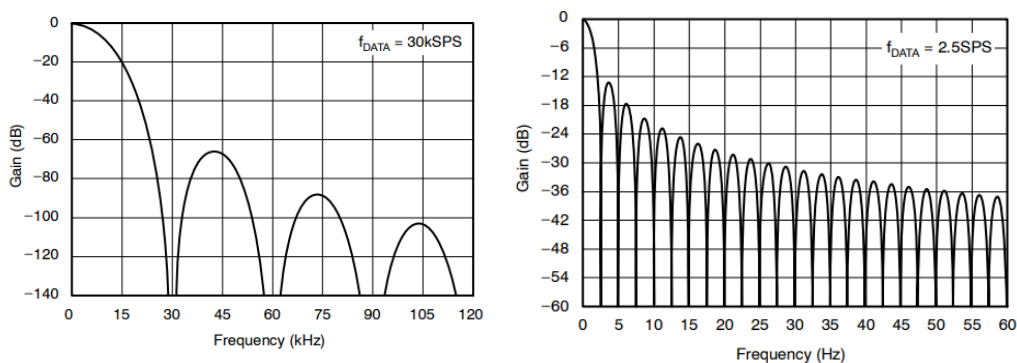 0
−20
−40
−60
−80
−100
−120
−140
Gain (dB)
f_DATA = 30kSPS
0 15 30 45 60 75 90 105 120
Frequency (kHz)
0
−6
−12
−18
−24
−30
−36
−42
−48
−54
−60
Gain (dB)
f_DATA = 2.5SPS
0 5 10 15 20 25 30 35 40 45 50 55 60
Frequency (Hz)